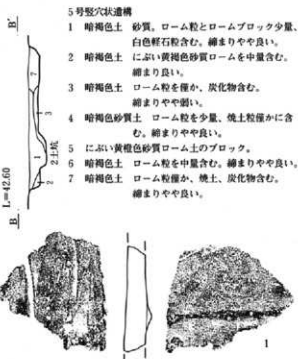 5号竪穴状遺構
1 暗褐色土 砂質。ローム粒とロームブロック少量、
白色軽石粒含む。締まりやや良い。
2 暗褐色土 にぶい黄褐色砂質ロームを中量含む。
締まり良い。
3 暗褐色土 ローム粒を僅か、炭化物含む。
締まりやや弱い。
4 暗褐色砂質土 ローム粒を少量、焼土粒僅かに含
む。締まりやや良い。
5 にぶい黄橙色砂質ローム土のブロック。
6 暗褐色土 ローム粒を中量含む。締まりやや良い。
7 暗褐色土 ローム粒僅か、焼土、炭化物含む。
締まりやや良い。
B'
7
3
1
2土坑
2
B
L=42.60
1